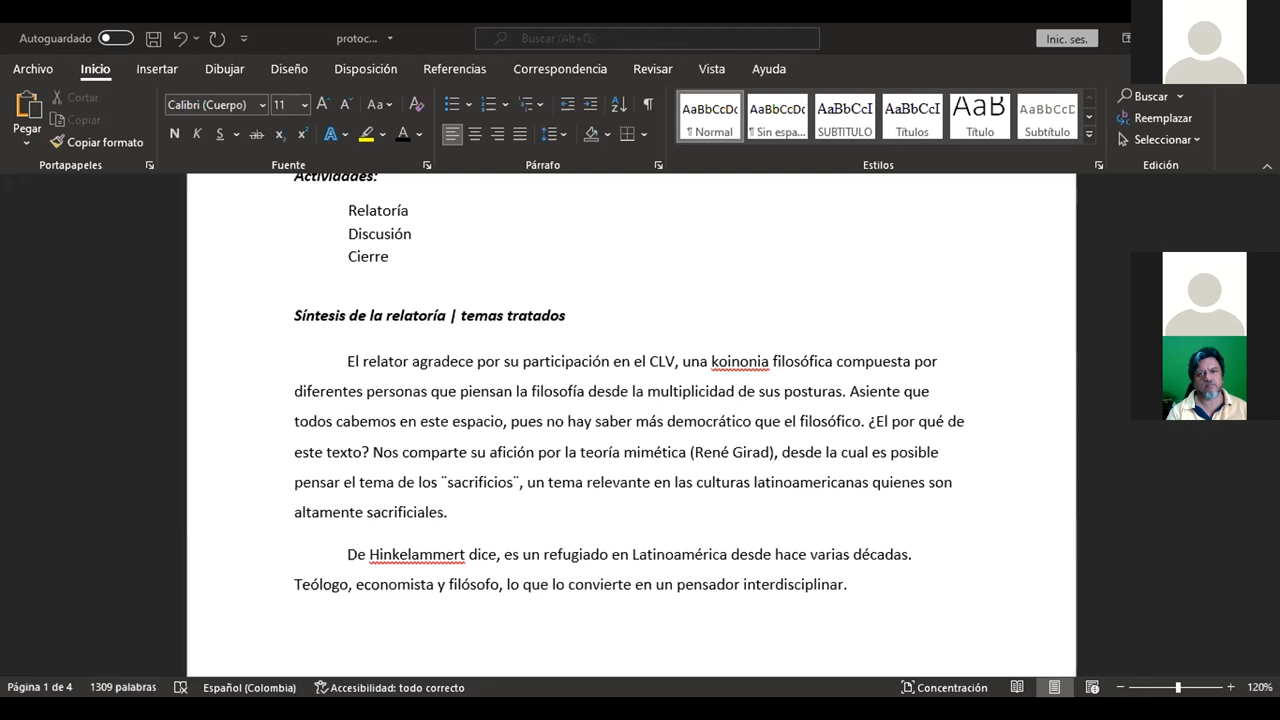 Autoguardado
protoc...
Buscar (Alt+Q)
Inic. ses.
Archivo Inicio Insertar Dibujar Diseño Disposición Referencias Correspondencia Revisar Vista Ayuda
Pegar
Cortar
Copiar
Copiar formato
Portapapeles
Calibri (Cuerpo) 11
Aa
N K S ab x₂ x² A A
Fuente
Párrafo
AaBbCcDc AaBbCcDc AaBbCcI AaBbCcI AaB AaBbCcD
¶ Normal ¶ Sin espa... SUBTITULO Títulos Título Subtítulo
Estilos
Buscar
Reemplazar
Seleccionar
Edición
Actividades:
Relatoría
Discusión
Cierre
Síntesis de la relatoría | temas tratados
El relator agradece por su participación en el CLV, una koinonia filosófica compuesta por
diferentes personas que piensan la filosofía desde la multiplicidad de sus posturas. Asiente que
todos cabemos en este espacio, pues no hay saber más democrático que el filosófico. ¿El por qué de
este texto? Nos comparte su afición por la teoría mimética (René Girad), desde la cual es posible
pensar el tema de los ¨sacrificios¨, un tema relevante en las culturas latinoamericanas quienes son
altamente sacrificiales.
De Hinkelammert dice, es un refugiado en Latinoamérica desde hace varias décadas.
Teólogo, economista y filósofo, lo que lo convierte en un pensador interdisciplinar.
Página 1 de 4 1309 palabras Español (Colombia) Accesibilidad: todo correcto Concentración 120%